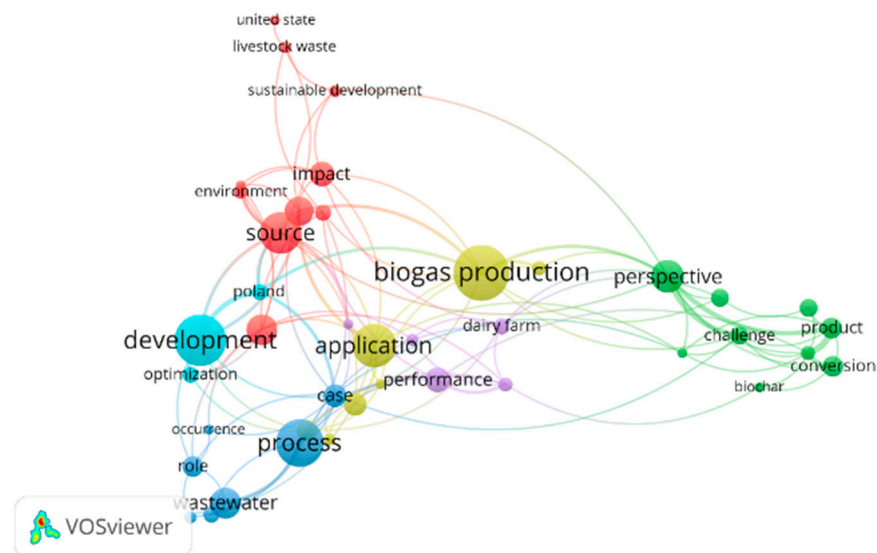 united state
livestock waste
sustainable development
impact
environment
source
biogas production
perspective
poland
development
application
dairy farm
challenge
product
optimization
performance
conversion
case
biochar
occurrence
process
role
wastewater
VOSviewer